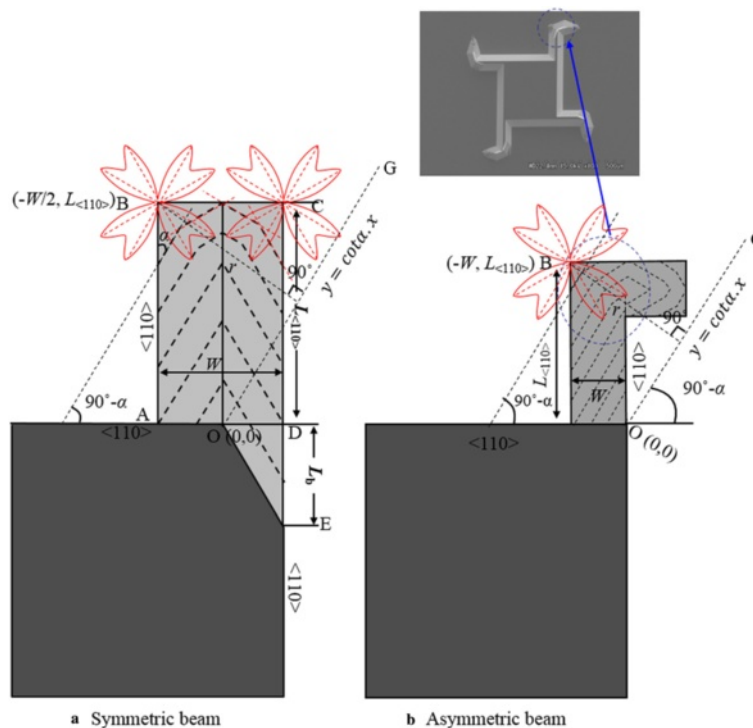 G
(-W/2, L<110>)B
C
α
90°
y = cotα.x
r
L<110>
<110>
W
90°-α
A
O (0,0)
D
<110>
Lb
E
<110>
a Symmetric beam
(-W, L<110>) B
r
90°
y = cotα.x
L<110>
<110>
W
90°-α
90°-α
O (0,0)
<110>
b Asymmetric beam